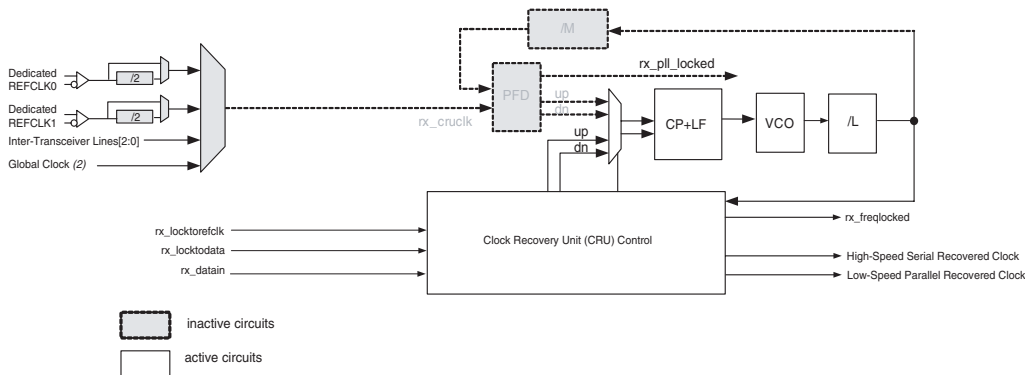 /M
rx_pll_locked
Dedicated
REFCLK0
/2
up
PFD
dn
Dedicated
REFCLK1
/2
rx_cruclk
CP+LF
VCO
/L
up
dn
Inter-Transceiver Lines[2:0]
Global Clock (2)
rx_freqlocked
rx_locktorefclk
Clock Recovery Unit (CRU) Control
rx_locktodata
High-Speed Serial Recovered Clock
rx_datain
Low-Speed Parallel Recovered Clock
inactive circuits
active circuits